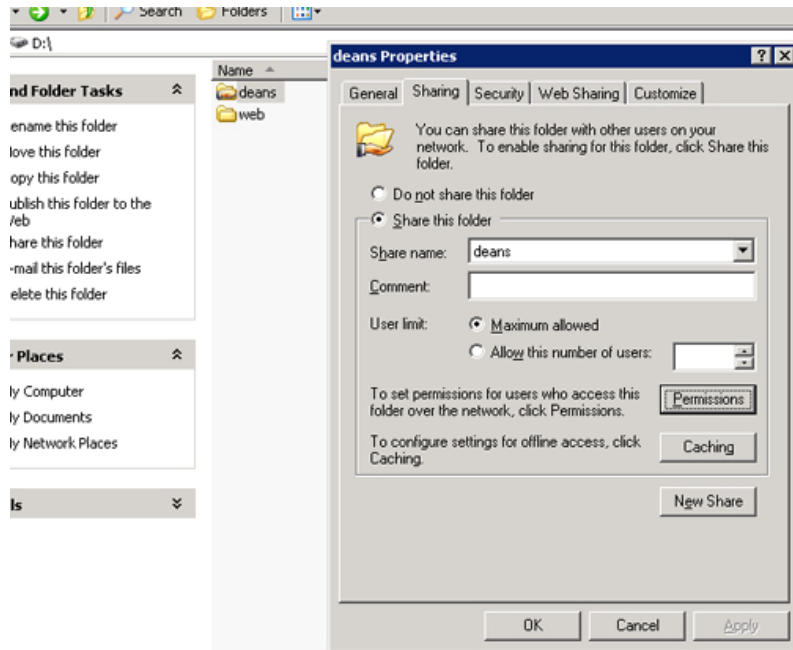 Search Folders
D:\
nd Folder Tasks
ename this folder
love this folder
opy this folder
ublish this folder to the
Veb
hare this folder
-mail this folder's files
elete this folder
r Places
ly Computer
ly Documents
ly Network Places
ls
Name
deans
web
deans Properties
General Sharing Security Web Sharing Customize
You can share this folder with other users on your
network. To enable sharing for this folder, click Share this
folder.
Do not share this folder
Share this folder
Share name: deans
Comment:
User limit: Maximum allowed
Allow this number of users:
To set permissions for users who access this
folder over the network, click Permissions.
Permissions
To configure settings for offline access, click
Caching.
Caching
New Share
OK Cancel Apply